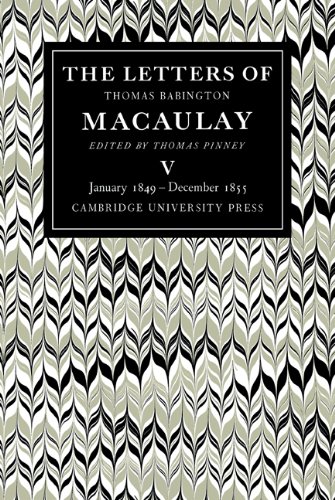 THE LETTERS OF
THOMAS BABINGTON
MACAULAY
EDITED BY THOMAS PINNEY
V
January 1849 – December 1855
CAMBRIDGE UNIVERSITY PRESS